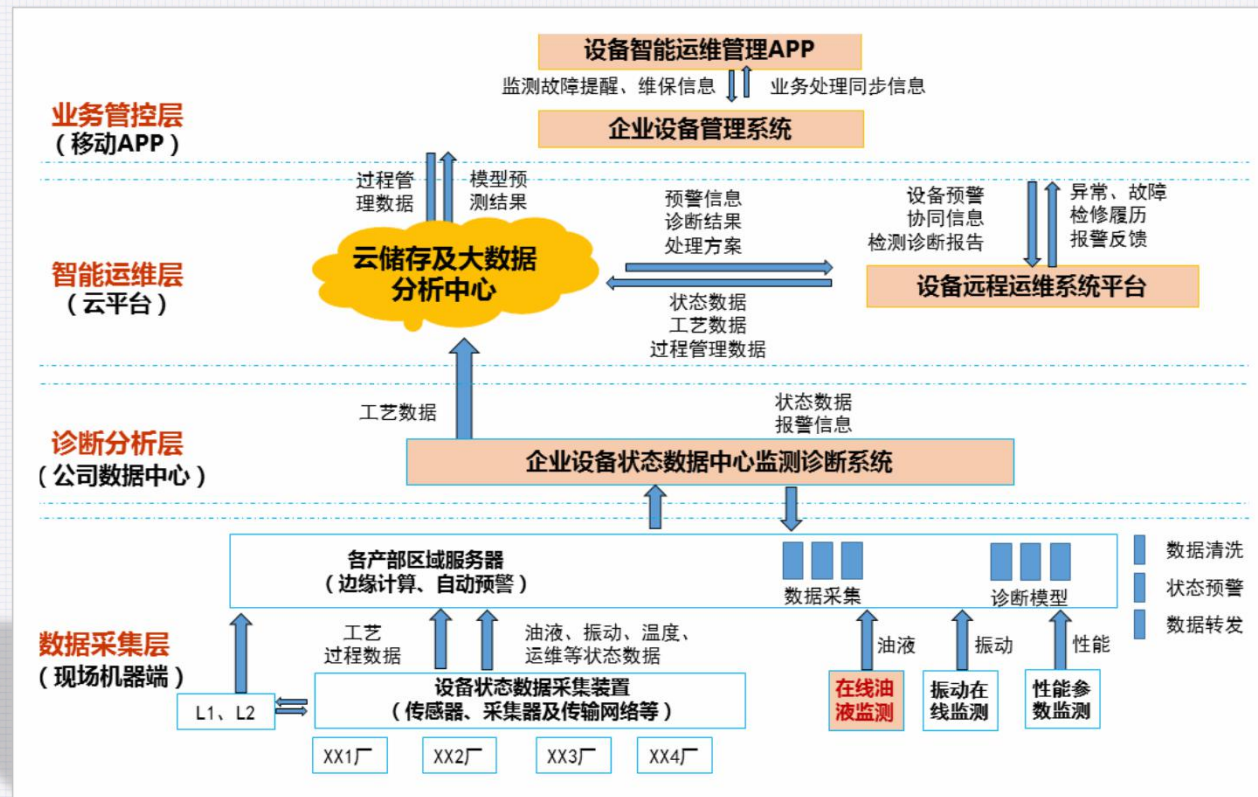 设备智能运维管理APP
监测故障提醒、维保信息
业务处理同步信息
业务管控层
（移动APP）
企业设备管理系统
过程管
理数据
模型预
测结果
预警信息
诊断结果
处理方案
设备预警
协同信息
检测诊断报告
异常、故障
检修履历
报警反馈
智能运维层
（云平台）
云储存及大数据
分析中心
设备远程运维系统平台
状态数据
工艺数据
过程管理数据
工艺数据
状态数据
报警信息
诊断分析层
（公司数据中心）
企业设备状态数据中心监测诊断系统
各产部区域服务器
（边缘计算、自动预警）
数据采集
诊断模型
数据清洗
状态预警
数据转发
数据采集层
（现场机器端）
工艺
过程数据
油液、振动、温度、
运维等状态数据
油液
振动
性能
L1、L2
设备状态数据采集装置
（传感器、采集器及传输网络等）
在线油
液监测
振动在
线监测
性能参
数监测
XX1厂
XX2厂
XX3厂
XX4厂